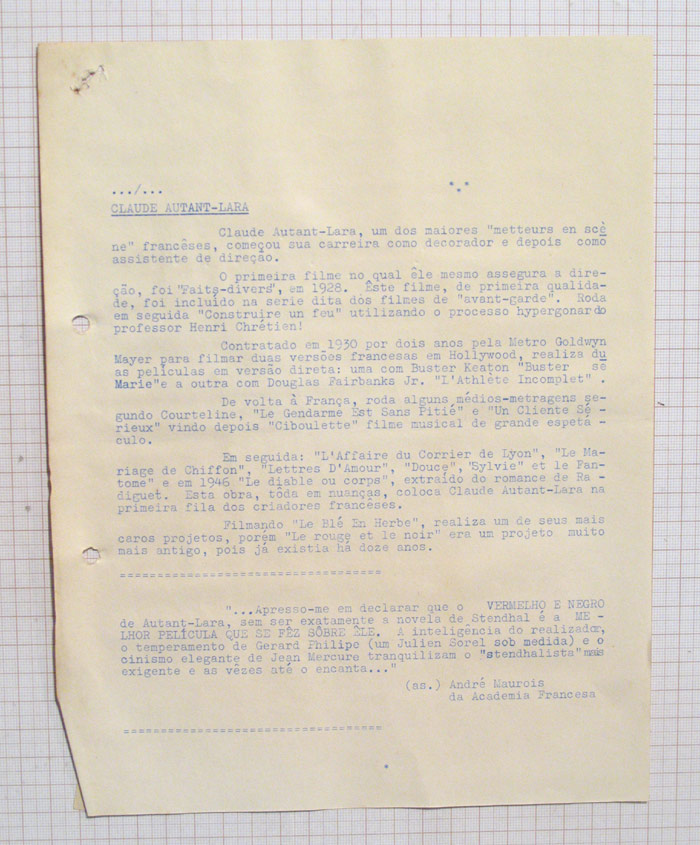 .../...
CLAUDE AUTANT-LARA
Claude Autant-Lara, um dos maiores "metteurs en scè
ne" francêses, começou sua carreira como decorador e depois como
assistente de direção.
O primeira filme no qual êle mesmo assegura a dire-
ção, foi "Faits-divers", em 1928. Êste filme, de primeira qualida-
de, foi incluido na serie dita dos filmes de "avant-garde". Roda
em seguida "Construire un feu" utilizando o processo hypergonardo
professor Henri Chrétien!
Contratado em 1930 por dois anos pela Metro Goldwyn
Mayer para filmar duas versões francesas em Hollywood, realiza du
as películas em versão direta: uma com Buster Keaton "Buster se
Marie"e a outra com Douglas Fairbanks Jr. "L'Athlète Incomplet" .
De volta à França, roda alguns médios-metragens se-
gundo Courteline, "Le Gendarme Est Sans Pitié" e "Un Cliente Sé -
rieux" vindo depois "Ciboulette" filme musical de grande espetá -
culo.
Em seguida: "L'Affaire du Corrier de Lyon", "Le Ma-
riage de Chiffon", "Lettres D'Amour", "Douce", "Sylvie" et le Fan-
tome" e em 1946 "Le diable ou corps", extraído do romance de Ra-
diguet. Esta obra, tôda em nuanças, coloca Claude Autant-Lara na
primeira fila dos criadores francêses.
Filmando "Le Blé En Herbe", realiza um de seus mais
caros projetos, porém "Le rouge et le noir" era um projeto muito
mais antigo, pois já existia há doze anos.
==================================
"...Apresso-me em declarar que o VERMELHO E NEGRO
de Autant-Lara, sem ser exatamente a novela de Stendhal é a ME -
LHOR PELÍCULA QUE SE FÊZ SÔBRE ÊLE. A inteligência do realizador,
o temperamento de Gerard Philipe (um Julien Sorel sob medida) e o
cinismo elegante de Jean Mercure tranquilizam o "stendhalista"mais
exigente e as vêzes até o encanta..."
(as.) André Maurois
da Academia Francesa
==================================